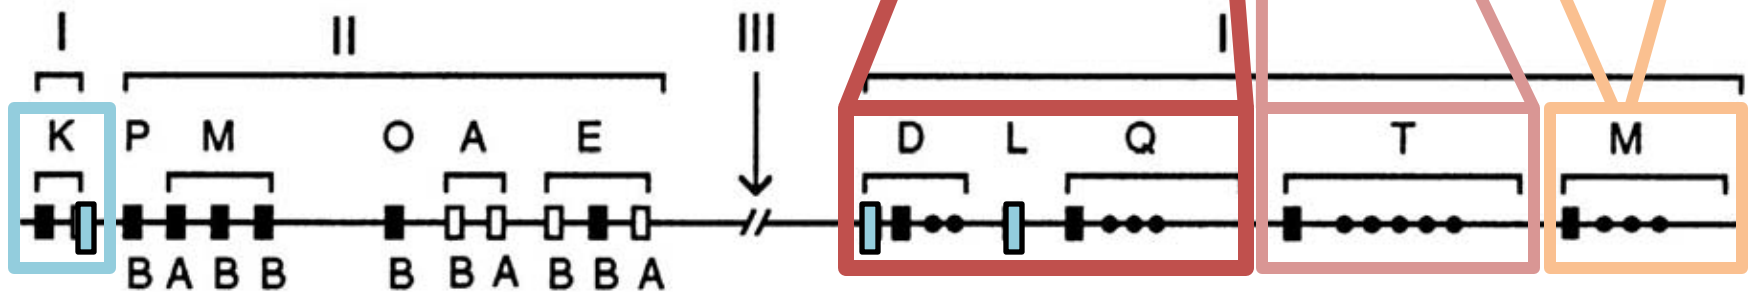 I II III I
K P M O A E D L Q T M
B A B B B B A B B A